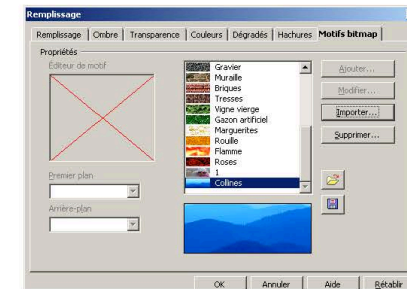 Remplissage
Remplissage Ombre Transparence Couleurs Dégradés Hachures Motifs bitmap
Propriétés
Éditeur de motif
Gravier
Muraille
Briques
Tresses
Vigne vierge
Gazon artificiel
Marguerites
Rouille
Flamme
Roses
1
Collines
Ajouter...
Modifier...
Importer...
Supprimer...
Premier plan
Arrière-plan
OK Annuler Aide Rétablir